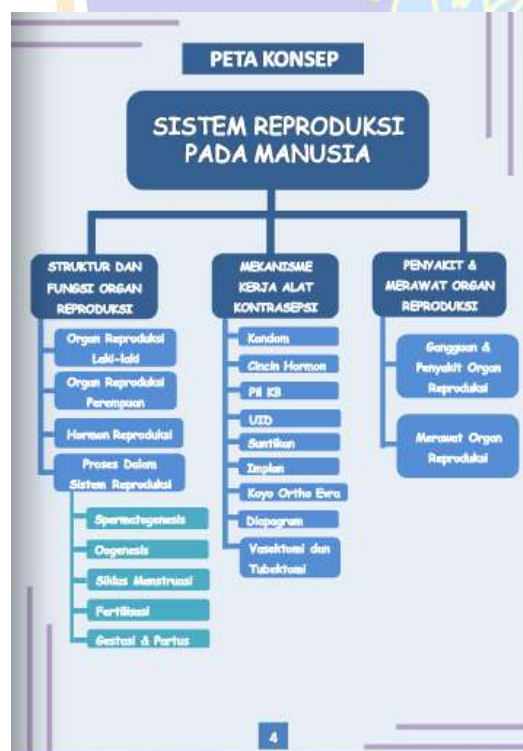 PETA KONSEP
SISTEM REPRODUKSI
PADA MANUSIA
STRUKTUR DAN
FUNGSI ORGAN
REPRODUKSI
Organ Reproduksi
Laki-laki
Organ Reproduksi
Perempuan
Hormon Reproduksi
Proses Dalam
Sistem Reproduksi
Spermatogenesis
Oogenesis
Siklus Menstruasi
Fertilisasi
Gestasi & Partus
MEKANISME
KERJA ALAT
KONTRASEPSI
Kondom
Cincin Hormon
Pil KB
UID
Suntikan
Implan
Koyo Ortho Evra
Diapagram
Vasektomi dan
Tubektomi
PENYAKIT &
MERAWAT ORGAN
REPRODUKSI
Gangguan &
Penyakit Organ
Reproduksi
Merawat Organ
Reproduksi
4